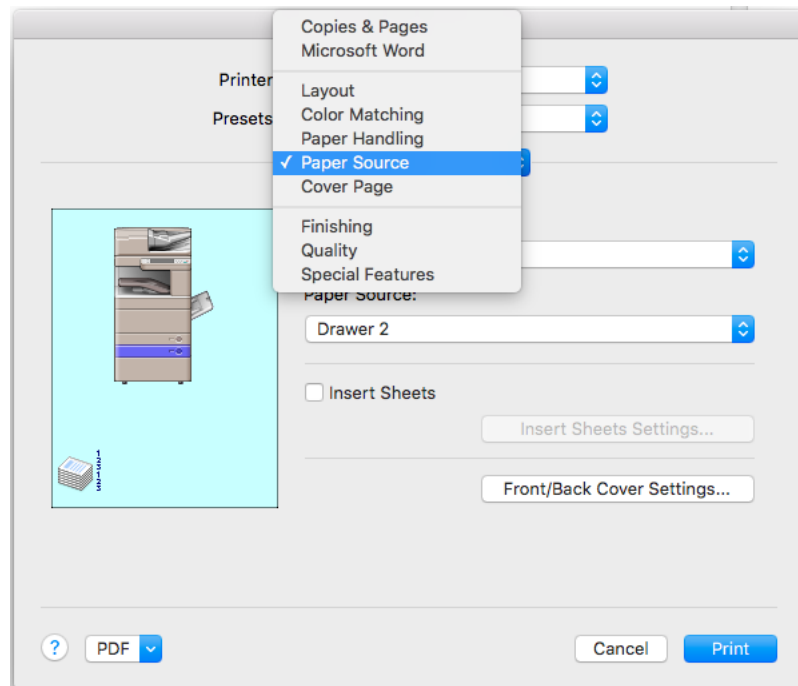 Copies & Pages
Microsoft Word
Printer
Layout
Presets
Color Matching
Paper Handling
✓ Paper Source
Cover Page
Finishing
Quality
Special Features
Paper Source:
Drawer 2
Insert Sheets
Insert Sheets Settings...
Front/Back Cover Settings...
? PDF Cancel Print